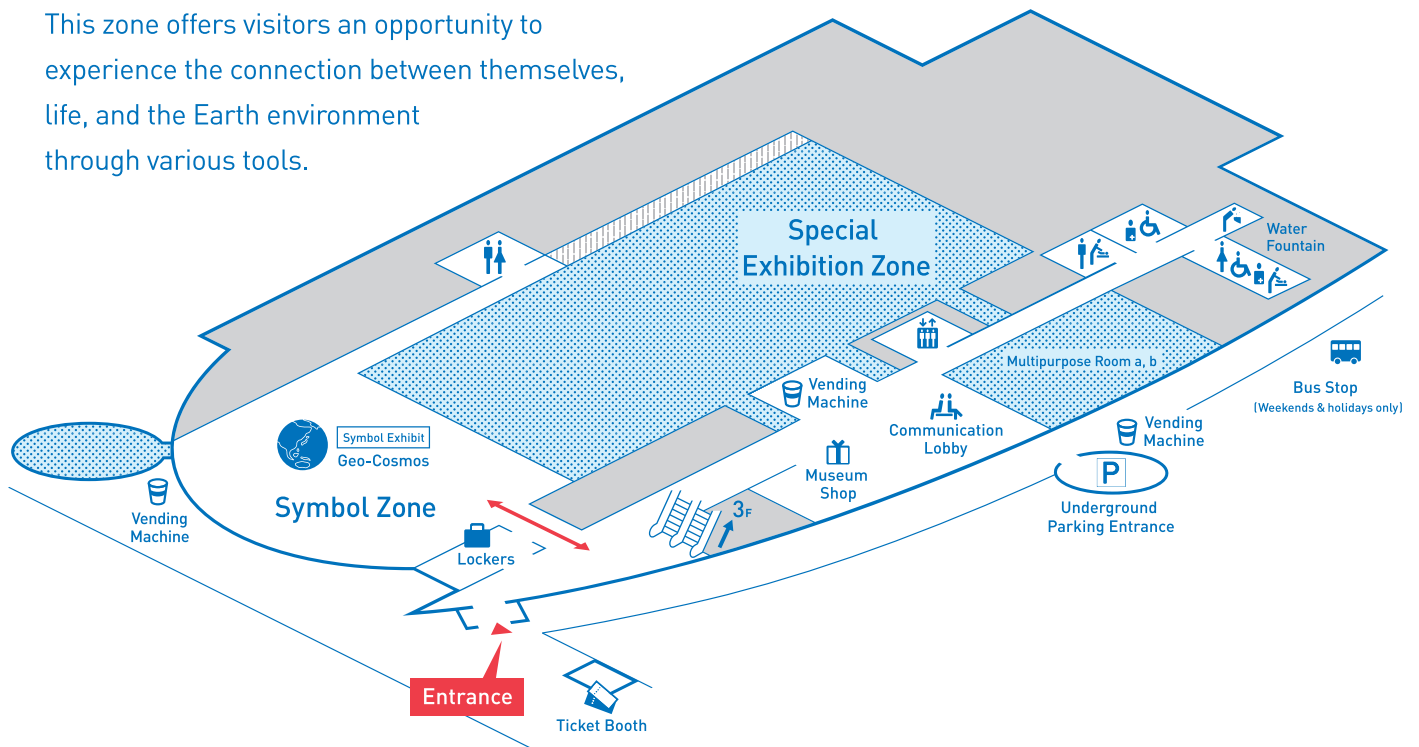 This zone offers visitors an opportunity to
experience the connection between themselves,
life, and the Earth environment
through various tools.
Special
Exhibition Zone
Water
Fountain
Multipurpose Room a, b
Bus Stop
(Weekends & holidays only)
Vending
Machine
Communication
Lobby
Vending
Machine
Symbol Exhibit
Geo-Cosmos
Museum
Shop
P
Underground
Parking Entrance
Symbol Zone
3F
Vending
Machine
Lockers
Entrance
Ticket Booth